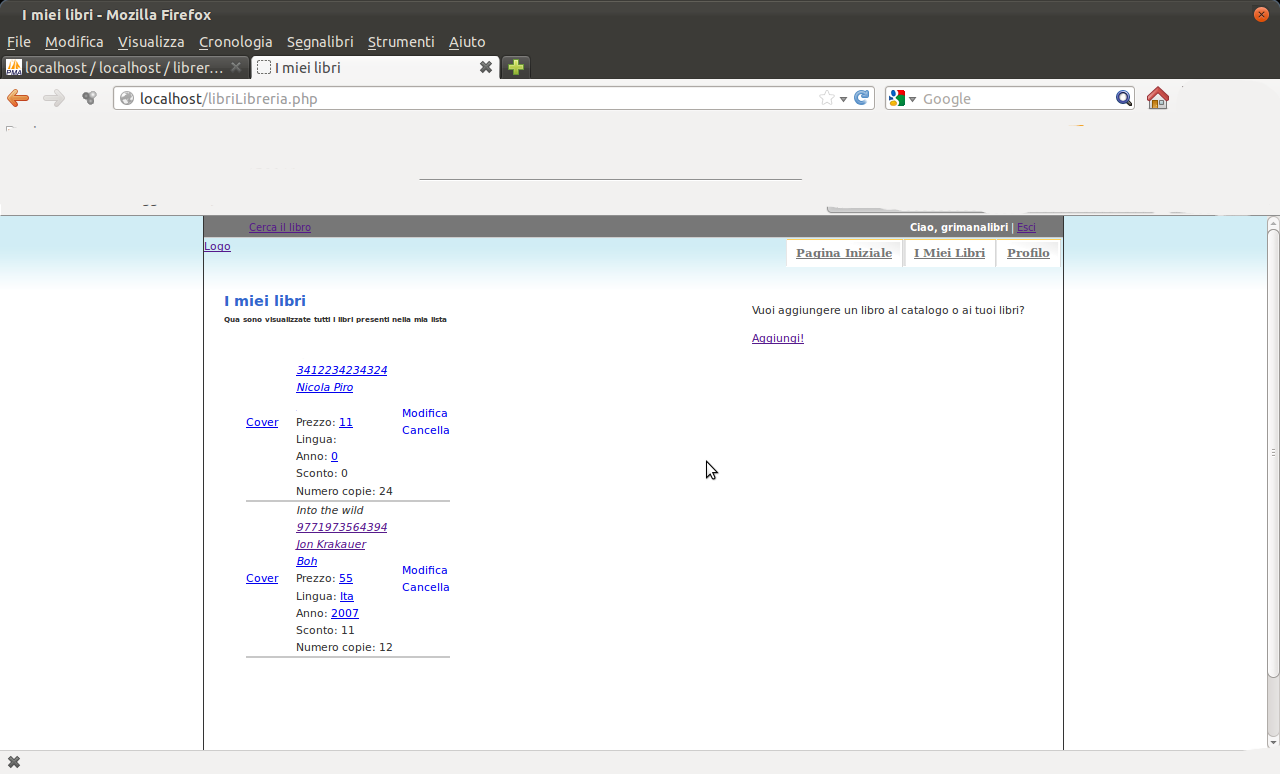 I miei libri - Mozilla Firefox
File Modifica Visualizza Cronologia Segnalibri Strumenti Aiuto
localhost / localhost / librer... I miei libri
localhost/libriLibreria.php Google
Cerca il libro Ciao, grimanalibri | Esci
Logo Pagina Iniziale I Miei Libri Profilo
I miei libri
Qua sono visualizzate tutti i libri presenti nella mia lista
Vuoi aggiungere un libro al catalogo o ai tuoi libri?
Aggiungi!
3412234234324
Nicola Piro
Modifica
Cover Prezzo: 11
Cancella
Lingua:
Anno: 0
Sconto: 0
Numero copie: 24
Into the wild
9771973564394
Jon Krakauer
Boh
Modifica
Cover Prezzo: 55
Cancella
Lingua: Ita
Anno: 2007
Sconto: 11
Numero copie: 12